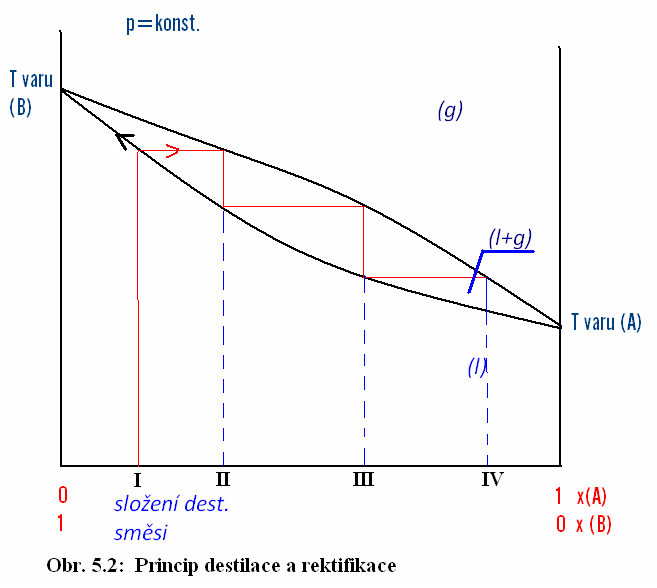 p=konst.
T varu
(B)
(g)
(l+g)
T varu (A)
(l)
I II III IV
0 složení dest. 1 x(A)
1 směsi 0 x (B)
Obr. 5.2: Princip destilace a rektifikace